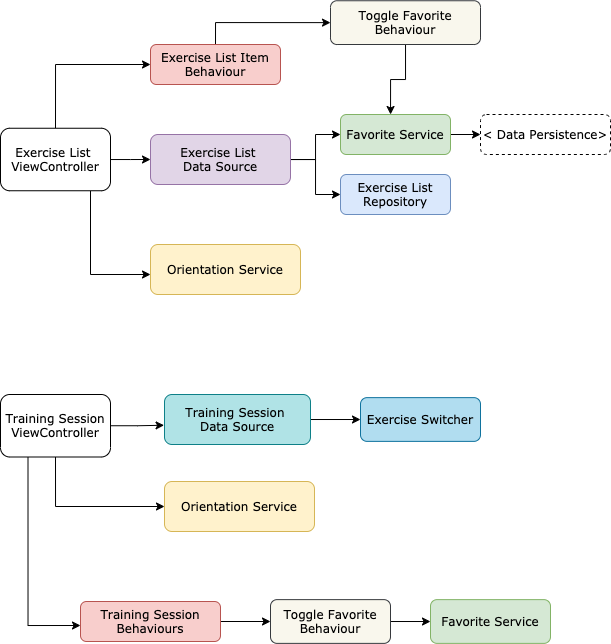 Toggle Favorite
Behaviour
Exercise List Item
Behaviour
Exercise List
ViewController
Exercise List
Data Source
Favorite Service
< Data Persistence>
Exercise List
Repository
Orientation Service
Training Session
ViewController
Training Session
Data Source
Exercise Switcher
Orientation Service
Training Session
Behaviours
Toggle Favorite
Behaviour
Favorite Service